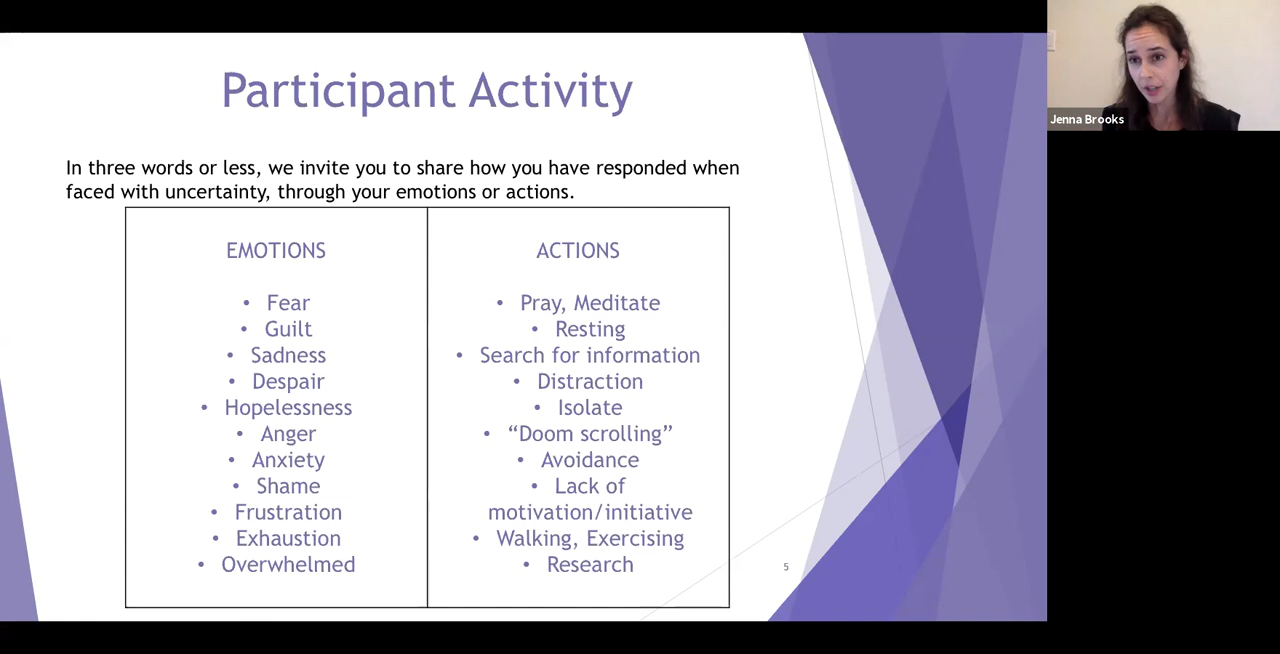 Participant Activity
In three words or less, we invite you to share how you have responded when
faced with uncertainty, through your emotions or actions.
EMOTIONS
• Fear
• Guilt
• Sadness
• Despair
• Hopelessness
• Anger
• Anxiety
• Shame
• Frustration
• Exhaustion
• Overwhelmed
ACTIONS
• Pray, Meditate
• Resting
• Search for information
• Distraction
• Isolate
• “Doom scrolling”
• Avoidance
• Lack of
motivation/initiative
• Walking, Exercising
• Research
5
Jenna Brooks